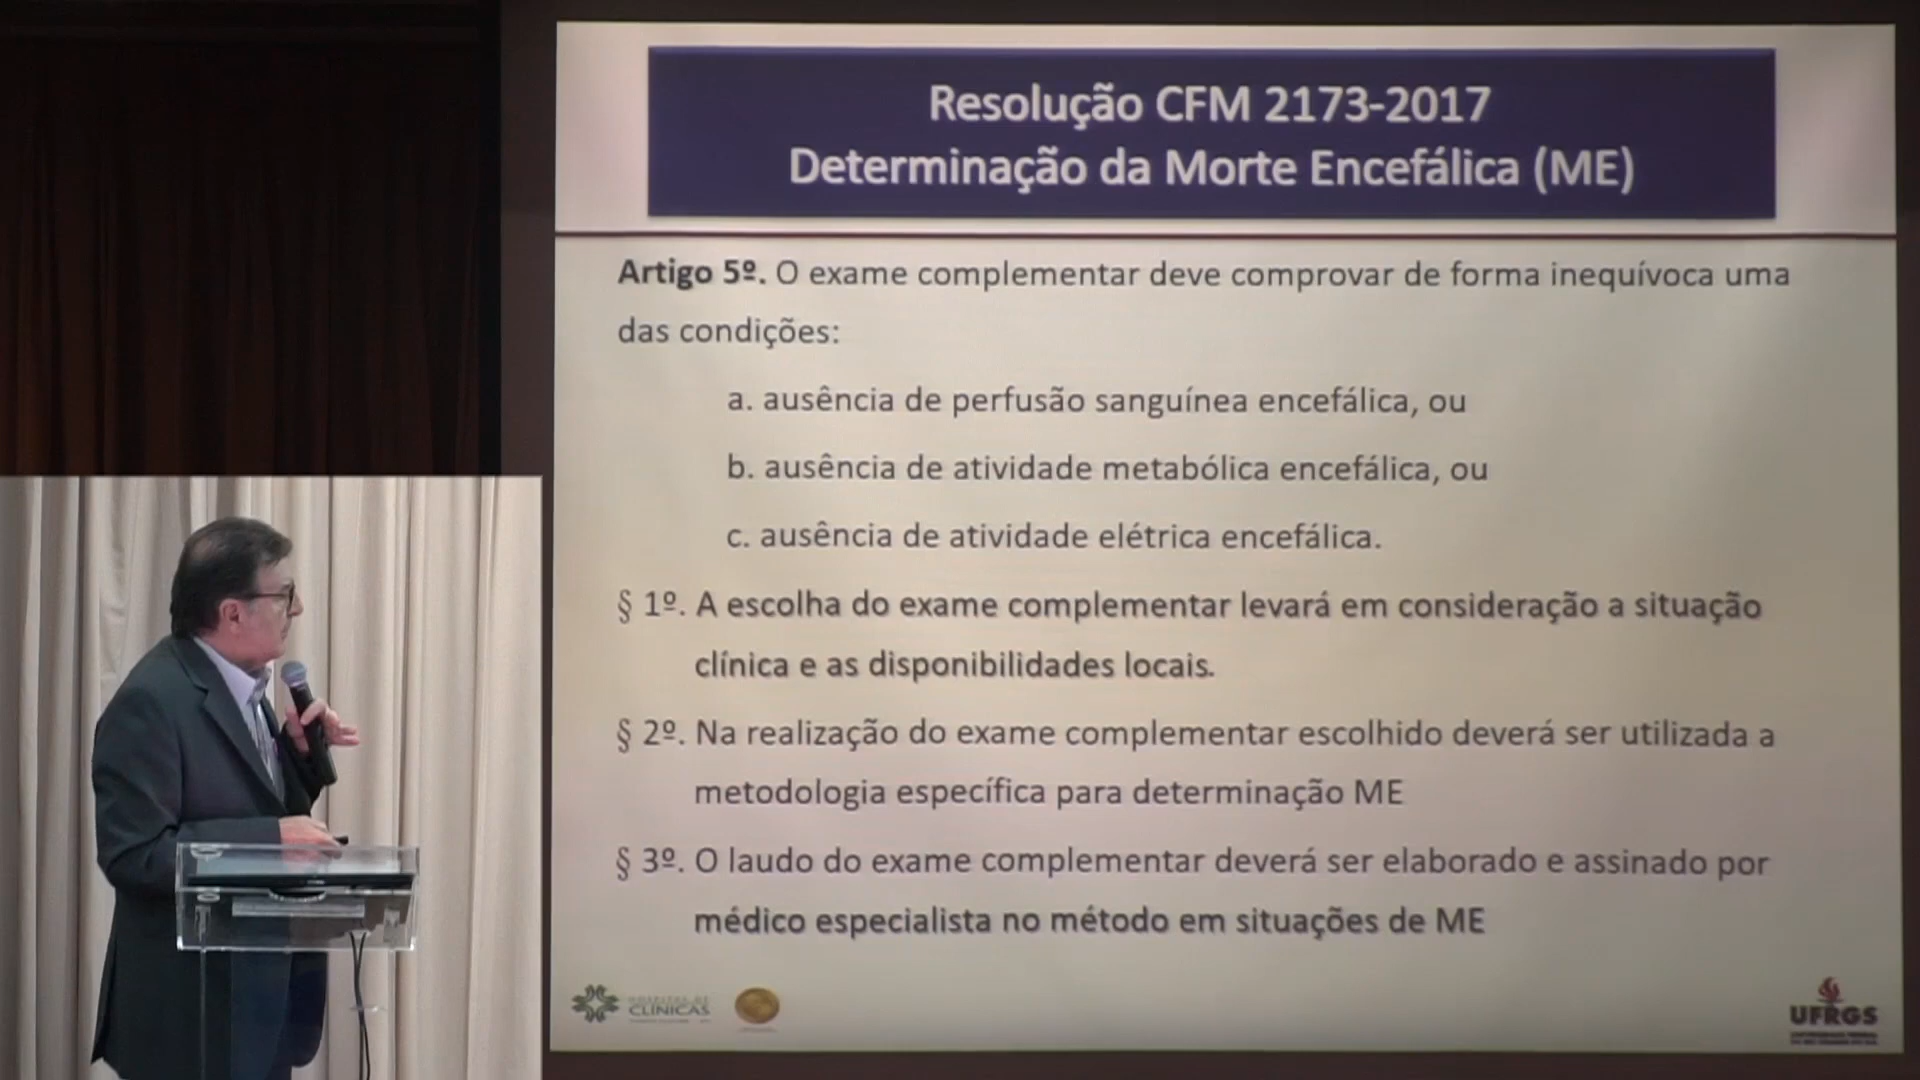 Resolução CFM 2173-2017
Determinação da Morte Encefálica (ME)
Artigo 5º. O exame complementar deve comprovar de forma inequívoca uma
das condições:
a. ausência de perfusão sanguínea encefálica, ou
b. ausência de atividade metabólica encefálica, ou
c. ausência de atividade elétrica encefálica.
§ 1º. A escolha do exame complementar levará em consideração a situação
clínica e as disponibilidades locais.
§ 2º. Na realização do exame complementar escolhido deverá ser utilizada a
metodologia específica para determinação ME
§ 3º. O laudo do exame complementar deverá ser elaborado e assinado por
médico especialista no método em situações de ME
HOSPITAL DE
CLÍNICAS
UFRGS